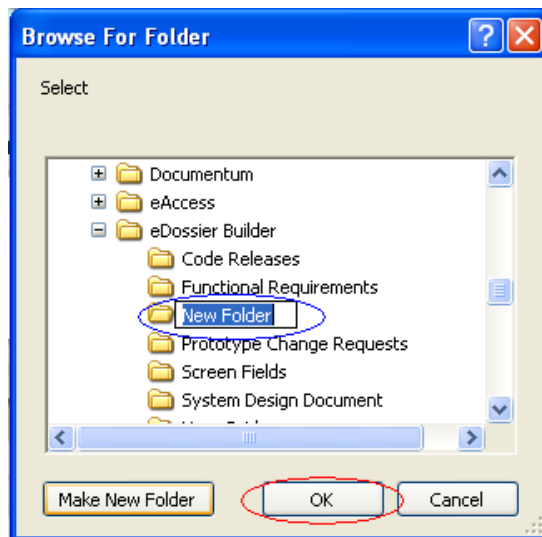 Browse For Folder
Select
Documentum
eAccess
eDossier Builder
Code Releases
Functional Requirements
New Folder
Prototype Change Requests
Screen Fields
System Design Document
Make New Folder
OK
Cancel